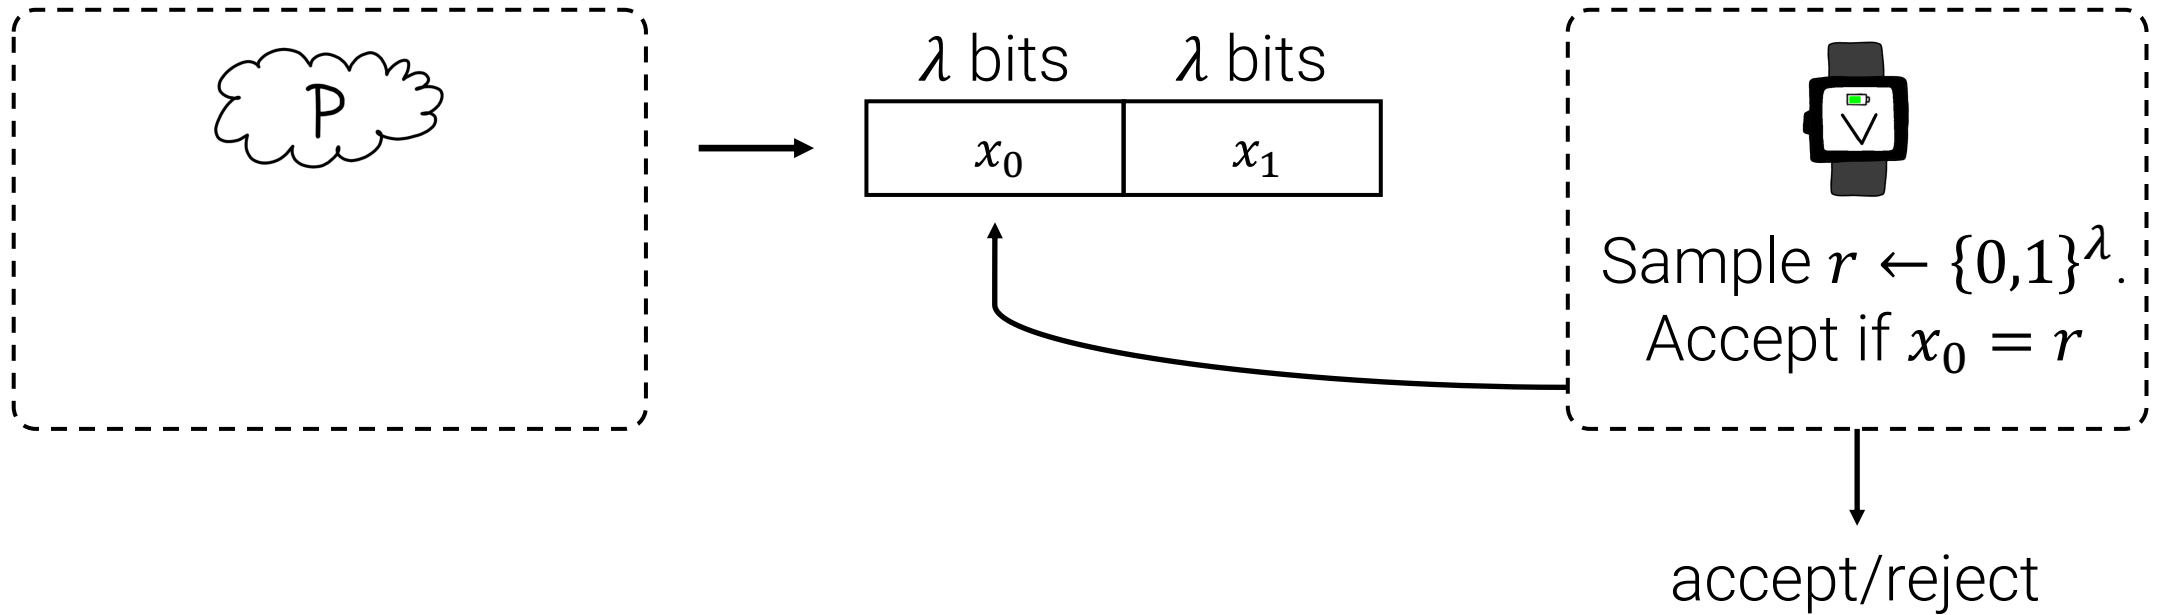 P
λ bits λ bits
x₀ x₁
V
Sample r ← {0,1}^λ.
Accept if x₀ = r
accept/reject